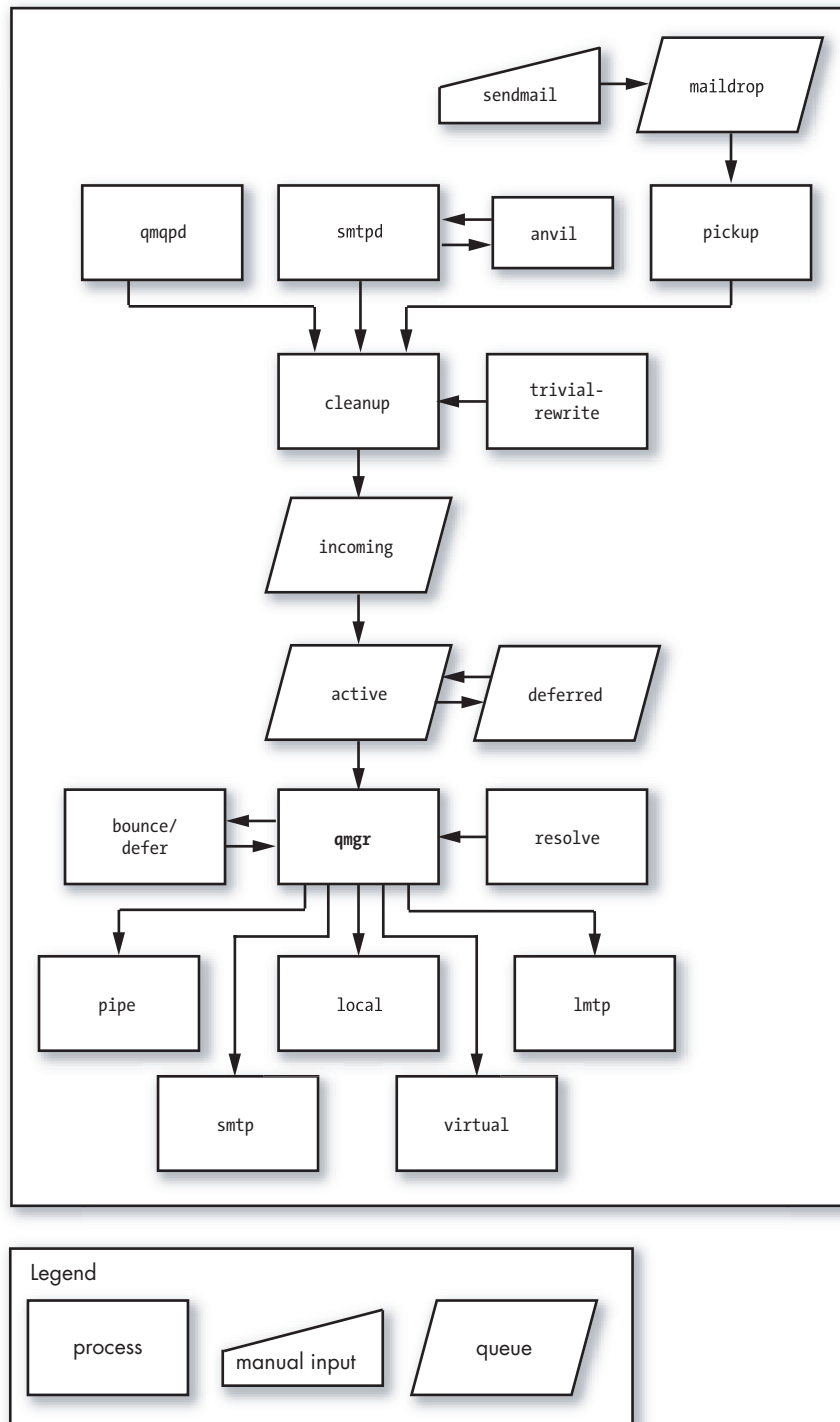 sendmail
maildrop
qmqpd
smtpd
anvil
pickup
cleanup
trivial-
rewrite
incoming
active
deferred
bounce/
defer
qmgr
resolve
pipe
local
lmtp
smtp
virtual
Legend
process
manual input
queue